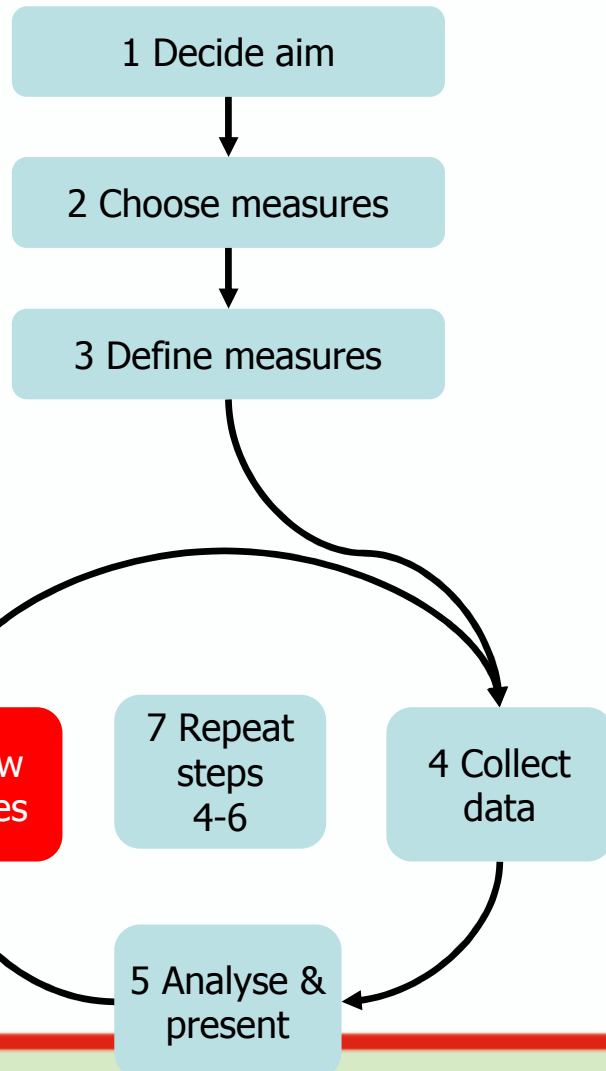 1 Decide aim
2 Choose measures
3 Define measures
7 Repeat
steps
4-6
4 Collect
data
5 Analyse &
present